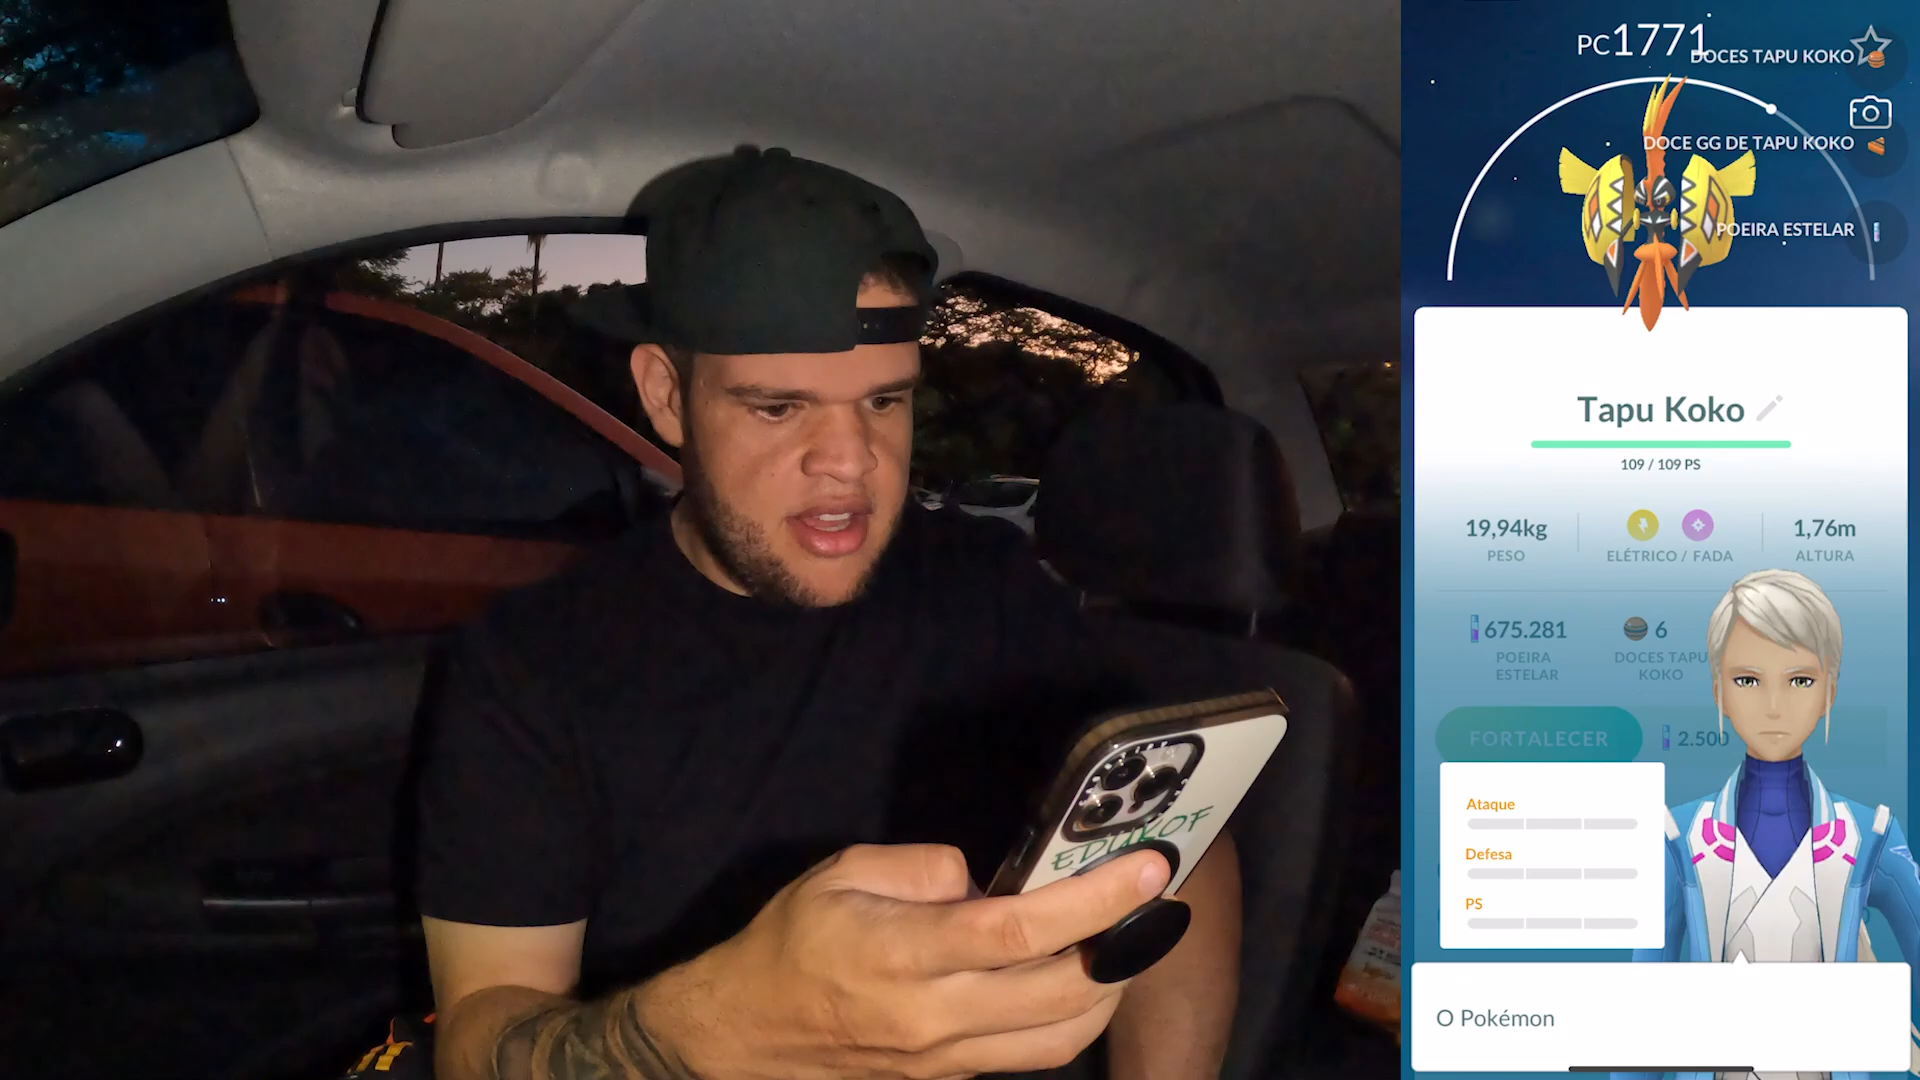 PC1771
DOCES TAPU KOKO
DOCE GG DE TAPU KOKO
POEIRA ESTELAR
Tapu Koko
109 / 109 PS
19,94kg
PESO
ELÉTRICO / FADA
1,76m
ALTURA
675.281
POEIRA
ESTELAR
6
DOCES TAPU
KOKO
FORTALECER
2.500
Ataque
Defesa
PS
O Pokémon
EDUKOF